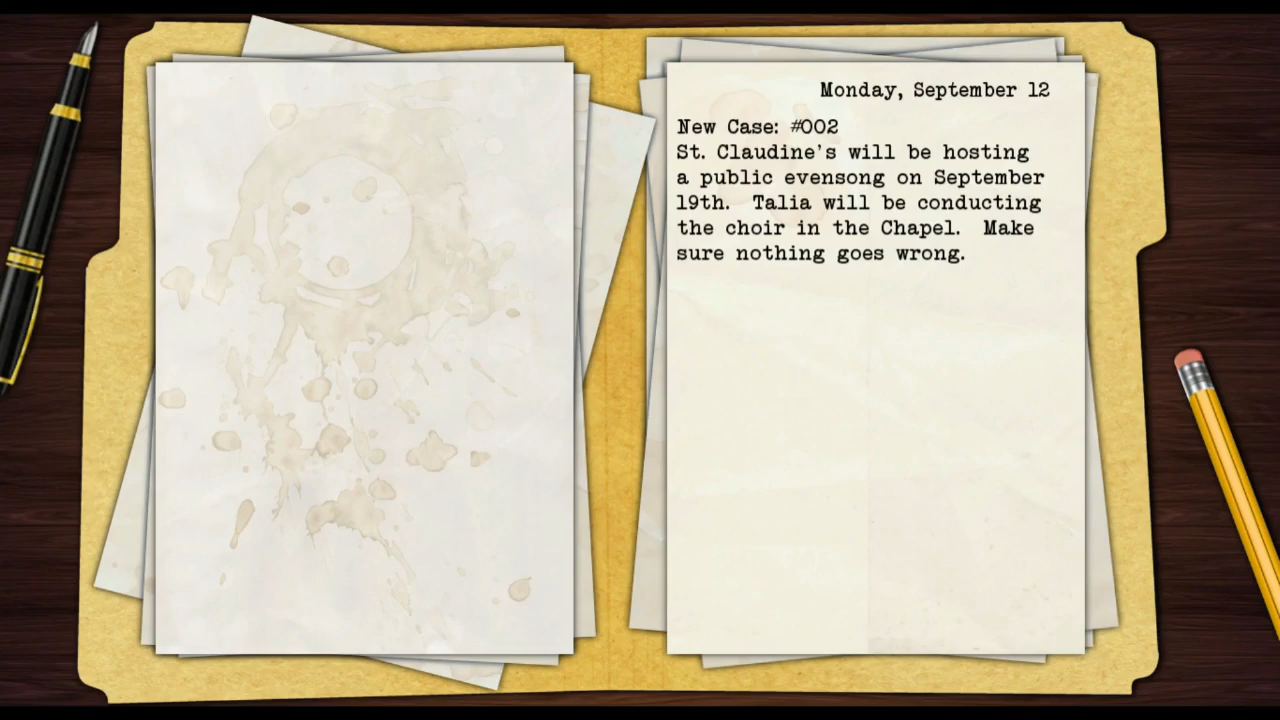 Monday, September 12
New Case: #002
St. Claudine's will be hosting
a public evensong on September
19th.  Talia will be conducting
the choir in the Chapel.  Make
sure nothing goes wrong.